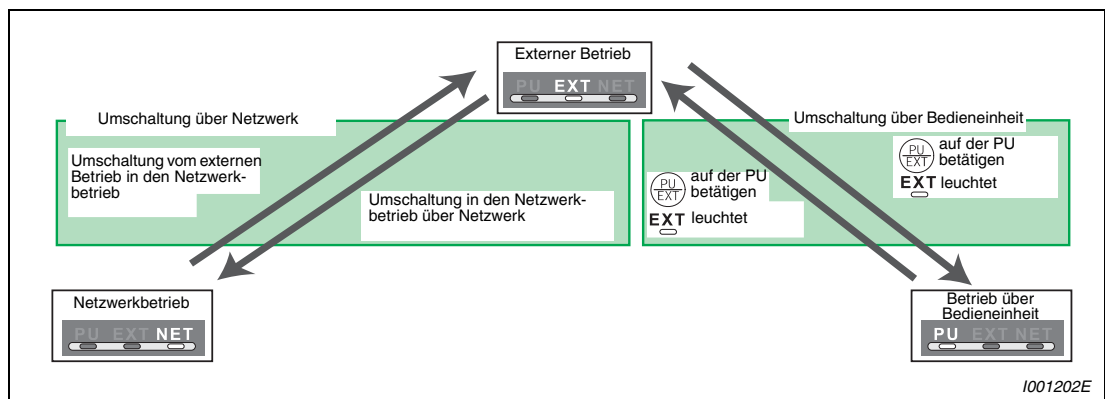 Externer Betrieb
PU EXT NET
Umschaltung über Netzwerk
Umschaltung vom externen
Betrieb in den Netzwerk-
betrieb
Umschaltung in den Netzwerk-
betrieb über Netzwerk
Umschaltung über Bedieneinheit
PU
EXT
auf der PU
betätigen
EXT leuchtet
PU
EXT
auf der PU
betätigen
EXT leuchtet
Netzwerkbetrieb
PU EXT NET
Betrieb über
Bedieneinheit
PU EXT NET
I001202E